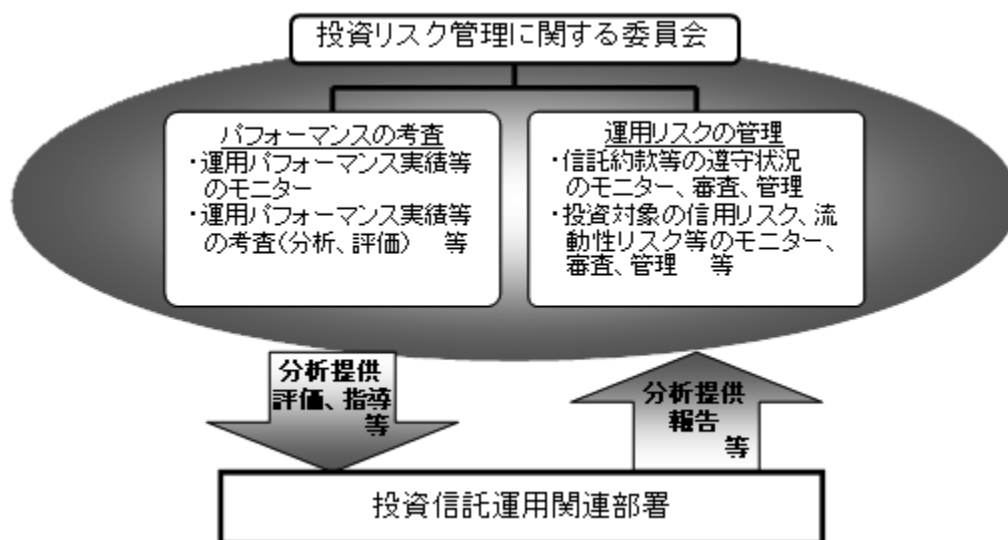 投資リスク管理に関する委員会
パフォーマンスの考査
・運用パフォーマンス実績等
のモニター
・運用パフォーマンス実績等
の考査(分析、評価) 等
運用リスクの管理
・信託約款等の遵守状況
のモニター、審査、管理
・投資対象の信用リスク、流
動性リスク等のモニター、
審査、管理 等
分析提供
評価、指導
等
分析提供
報告
等
投資信託運用関連部署